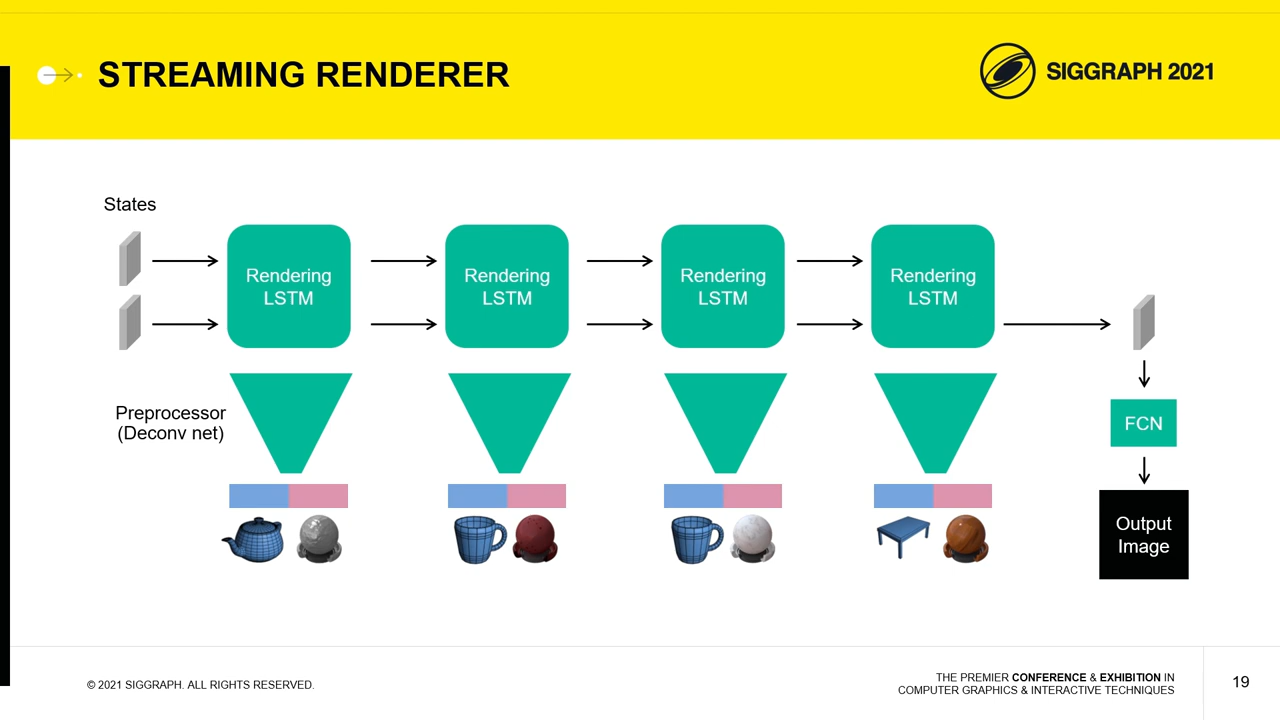 STREAMING RENDERER
SIGGRAPH 2021
States
Rendering
LSTM
Rendering
LSTM
Rendering
LSTM
Rendering
LSTM
Preprocessor
(Deconv net)
FCN
Output
Image
© 2021 SIGGRAPH. ALL RIGHTS RESERVED.
THE PREMIER CONFERENCE & EXHIBITION IN
COMPUTER GRAPHICS & INTERACTIVE TECHNIQUES
19